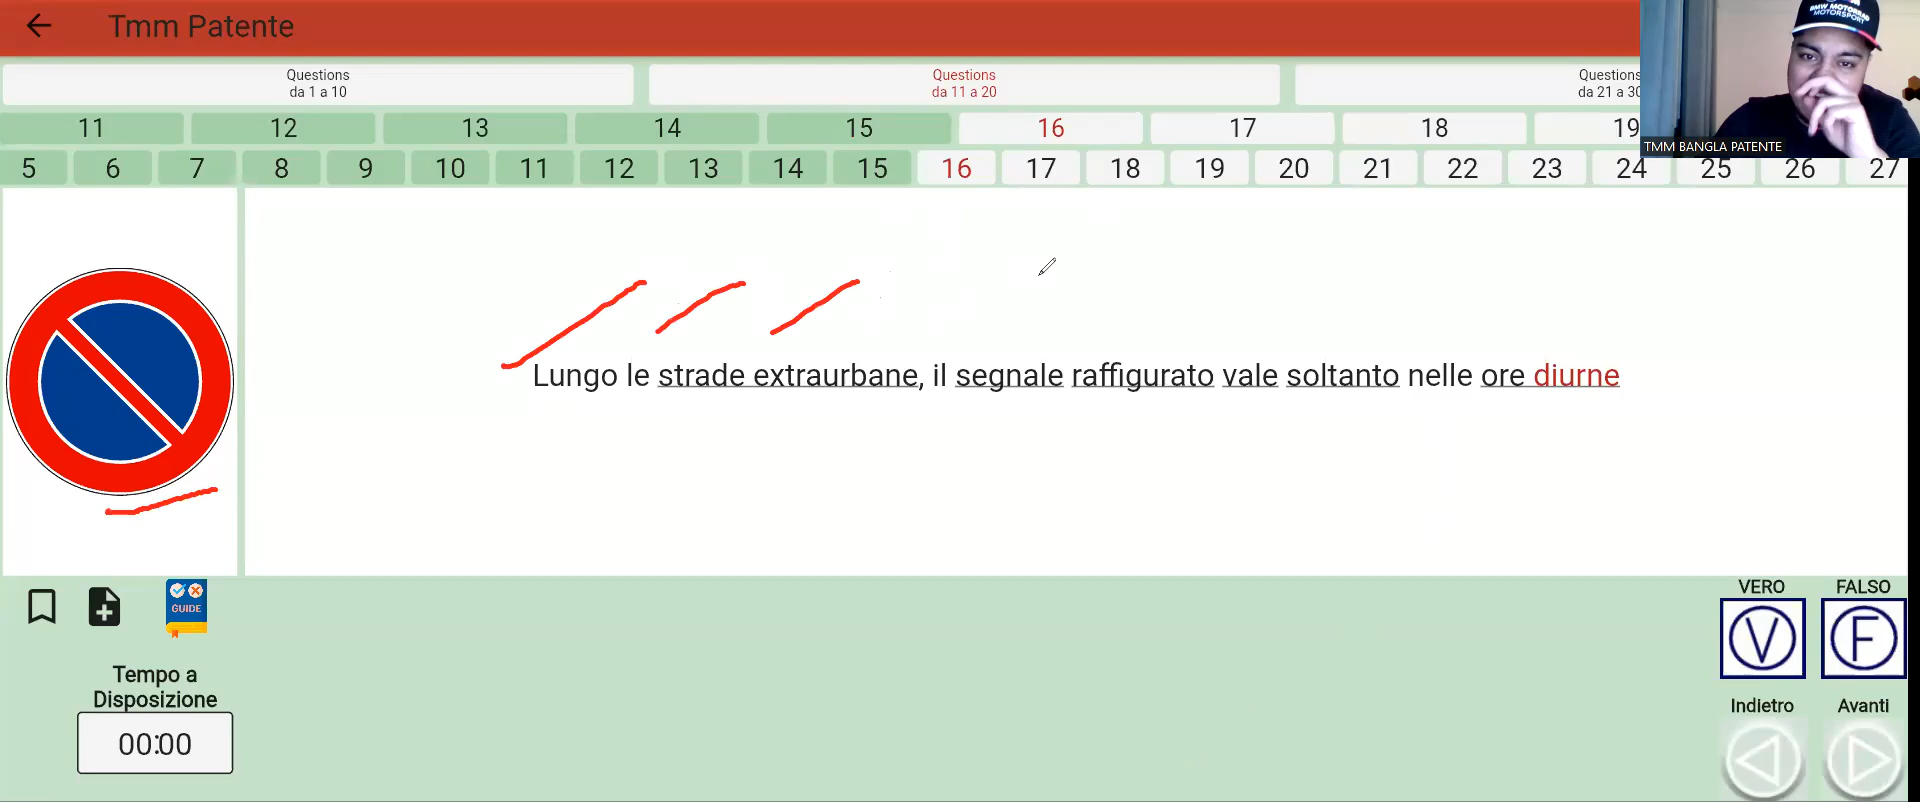 Tmm Patente
Questions
da 1 a 10
Questions
da 11 a 20
Questions
da 21 a 30
11 12 13 14 15 16 17 18 19
5 6 7 8 9 10 11 12 13 14 15 16 17 18 19 20 21 22 23 24 25 26 27
BMW MOTORRAD
MOTORSPORT
TMM BANGLA PATENTE
Lungo le strade extraurbane, il segnale raffigurato vale soltanto nelle ore diurne
GUIDE
VERO FALSO
V F
Tempo a
Disposizione
00:00
Indietro Avanti